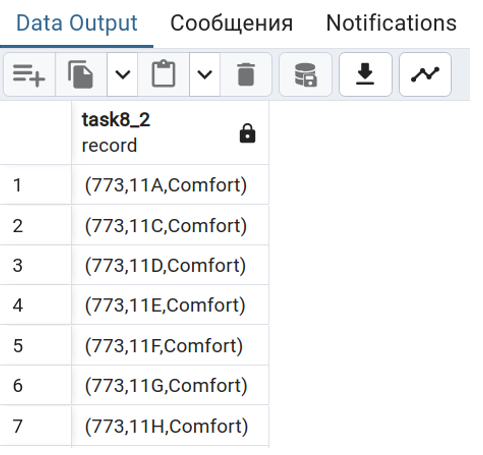 Data Output Сообщения Notifications
task8_2
record
1 (773,11A,Comfort)
2 (773,11C,Comfort)
3 (773,11D,Comfort)
4 (773,11E,Comfort)
5 (773,11F,Comfort)
6 (773,11G,Comfort)
7 (773,11H,Comfort)